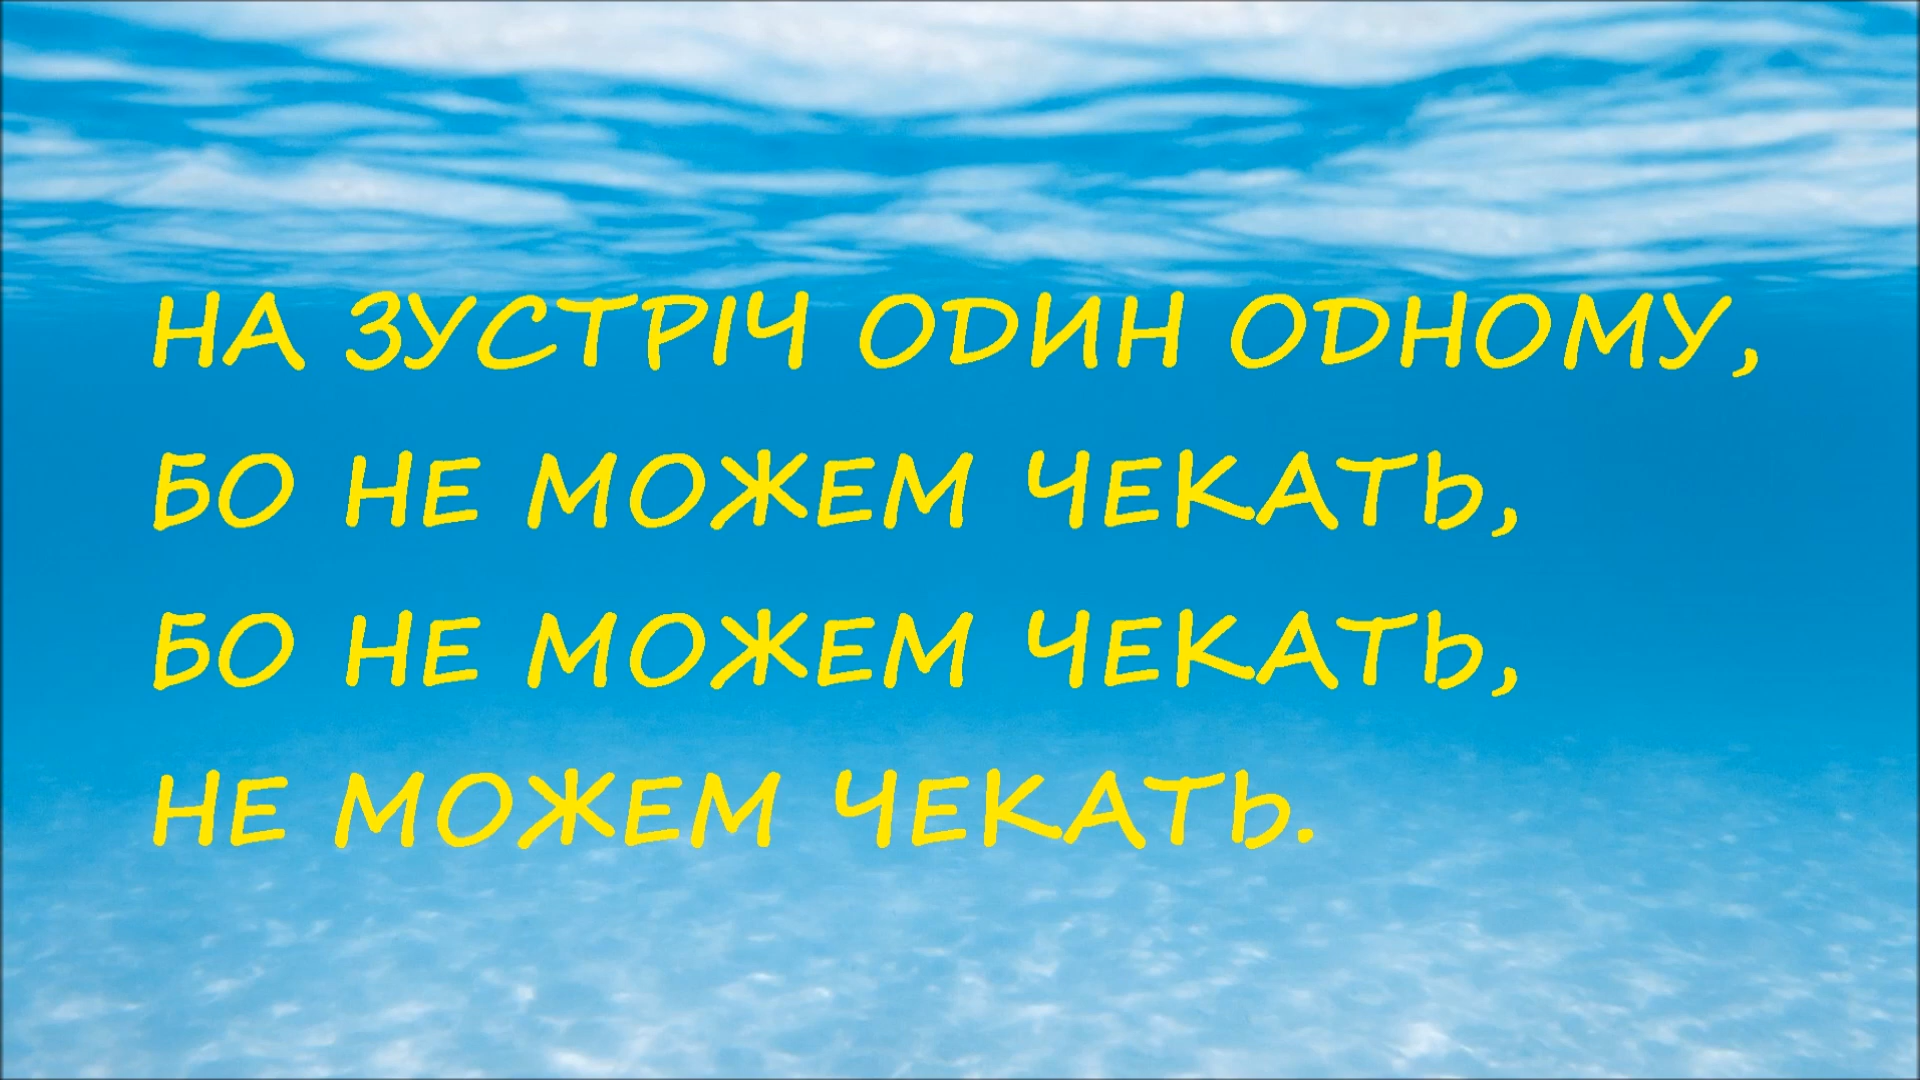 НА ЗУСТРІЧ ОДИН ОДНОМУ,
БО НЕ МОЖЕМ ЧЕКАТЬ,
БО НЕ МОЖЕМ ЧЕКАТЬ,
НЕ МОЖЕМ ЧЕКАТЬ.